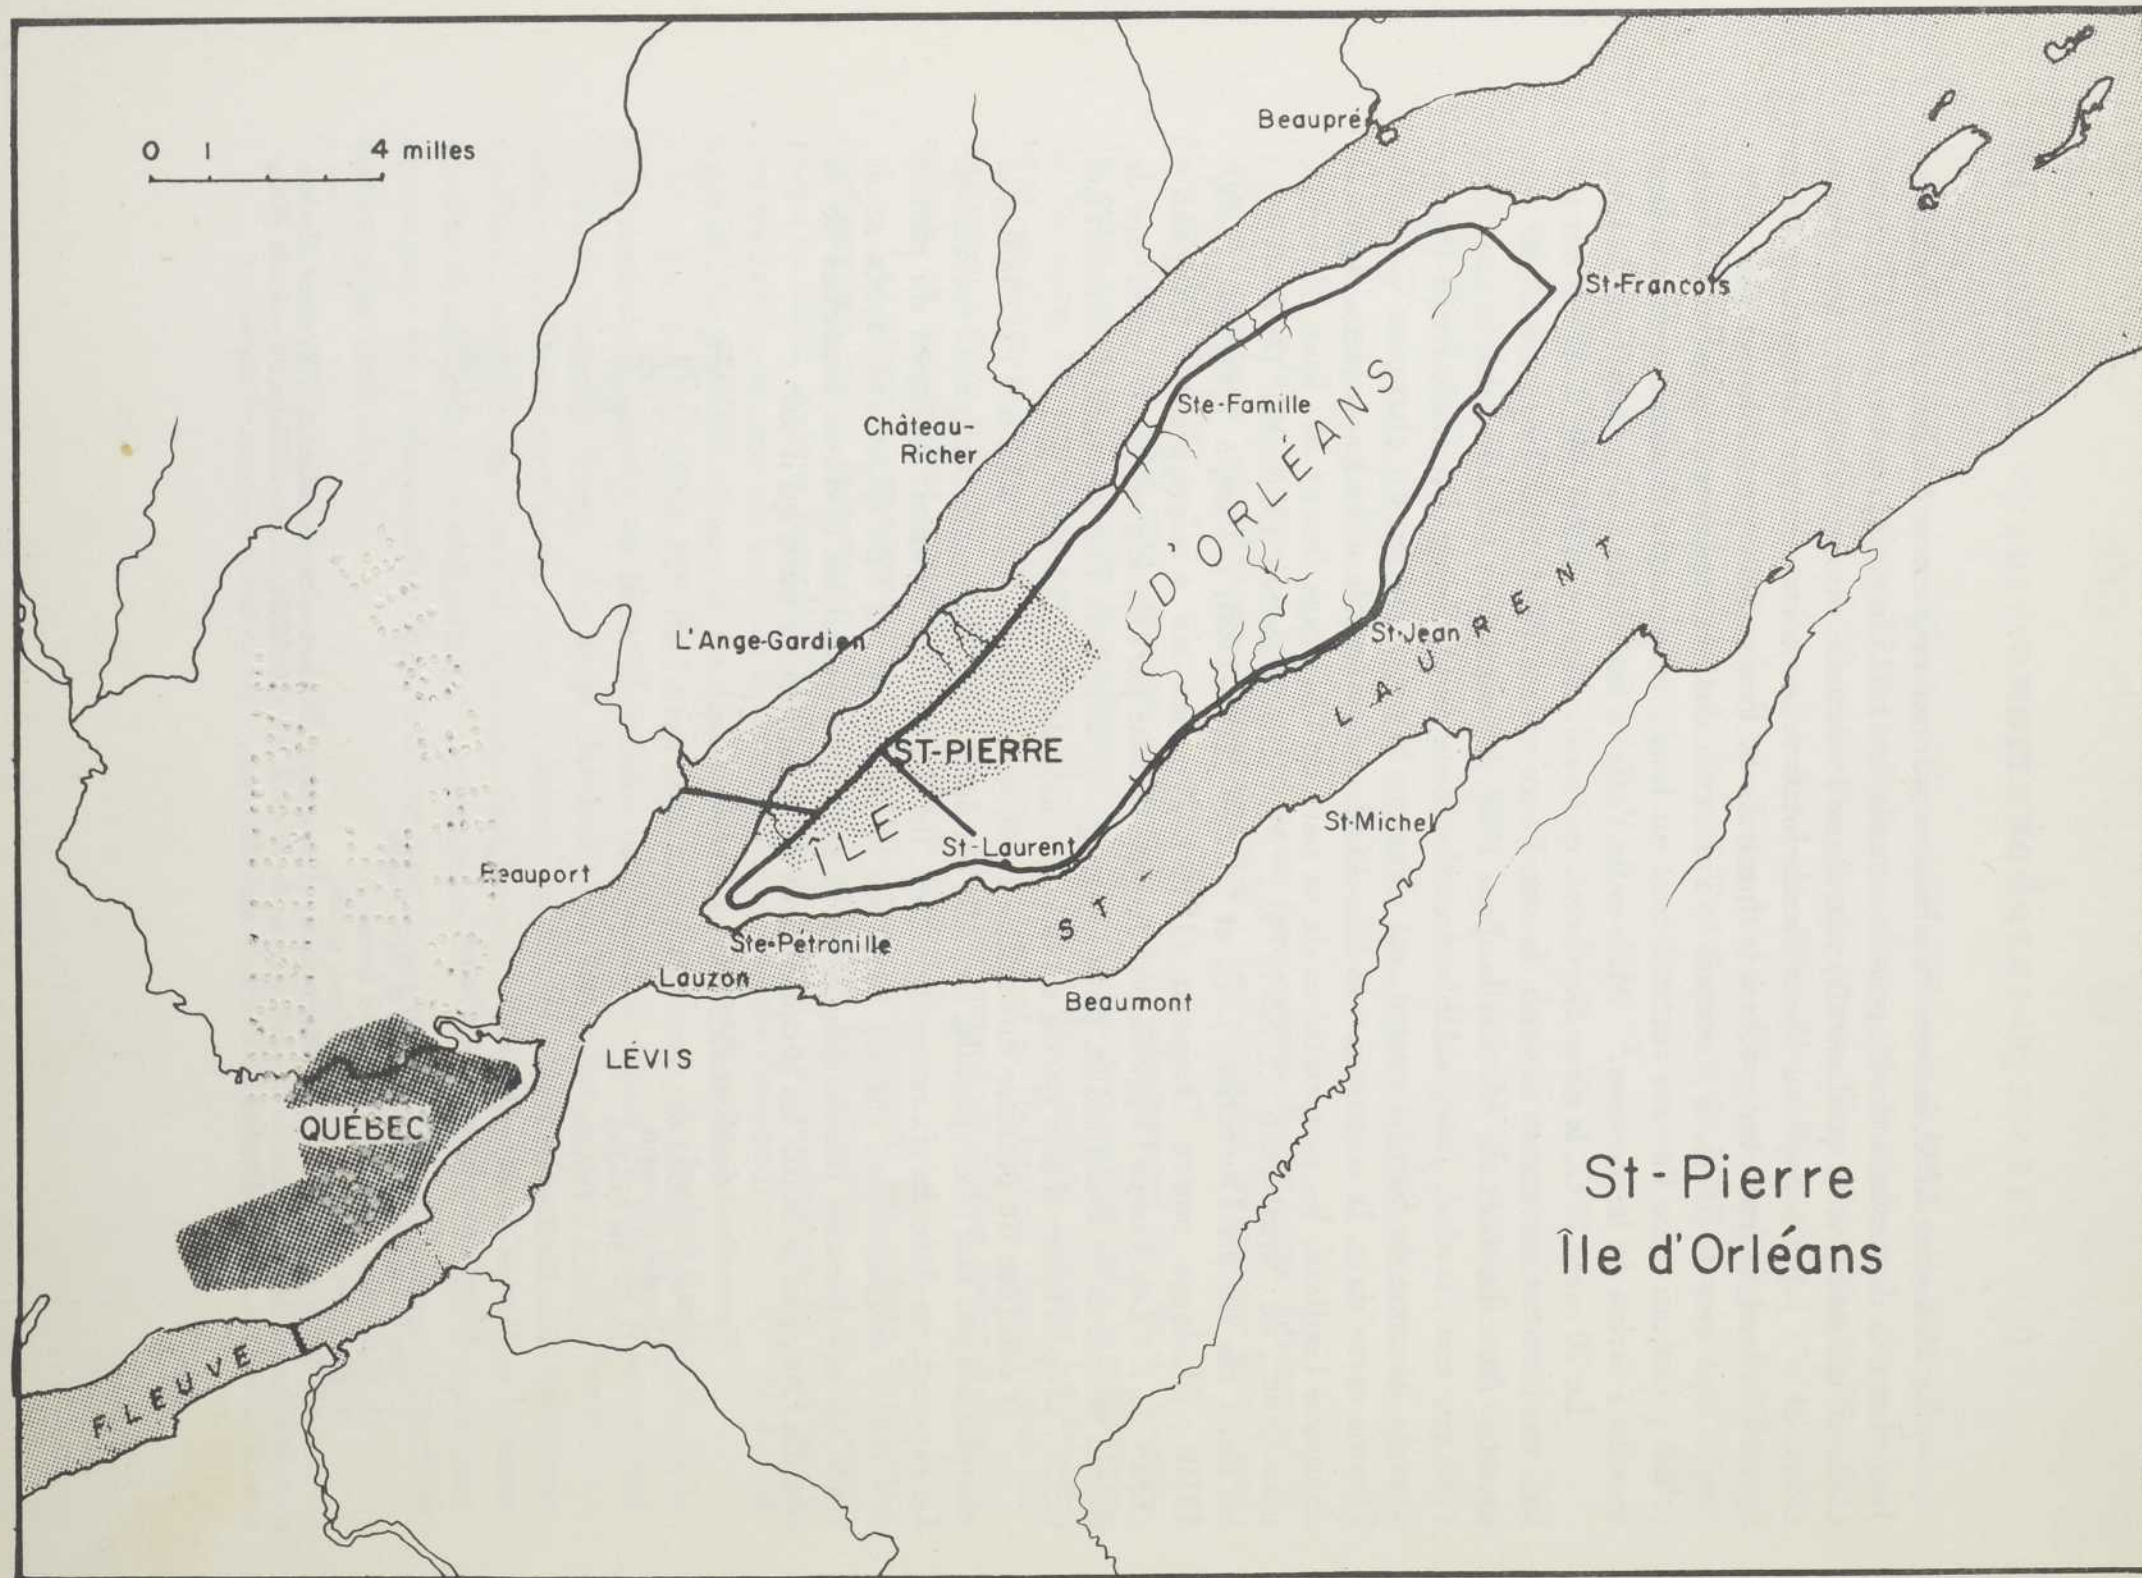 0 1 4 milles
Beaupré
St-Francois
Ste-Famille
Château-
Richer
L'Ange-Gardien
St-Jean
ST-PIERRE
ÎLE D'ORLÉANS
St-Laurent
St-Michel
Beauport
Ste-Pétronille
Lauzon
Beaumont
LÉVIS
QUÉBEC
FLEUVE ST-LAURENT
St-Pierre
Île d'Orléans